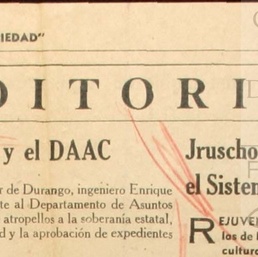 IEDAD"
DITORI
y el DAAC
r de Durango, ingeniero Enrique
te al Departamento de Asuntos
atropellos a la soberanía estatal,
d y la aprobación de expedientes
Jruscho
el Sisten
REJUVEN
los de l
cultura